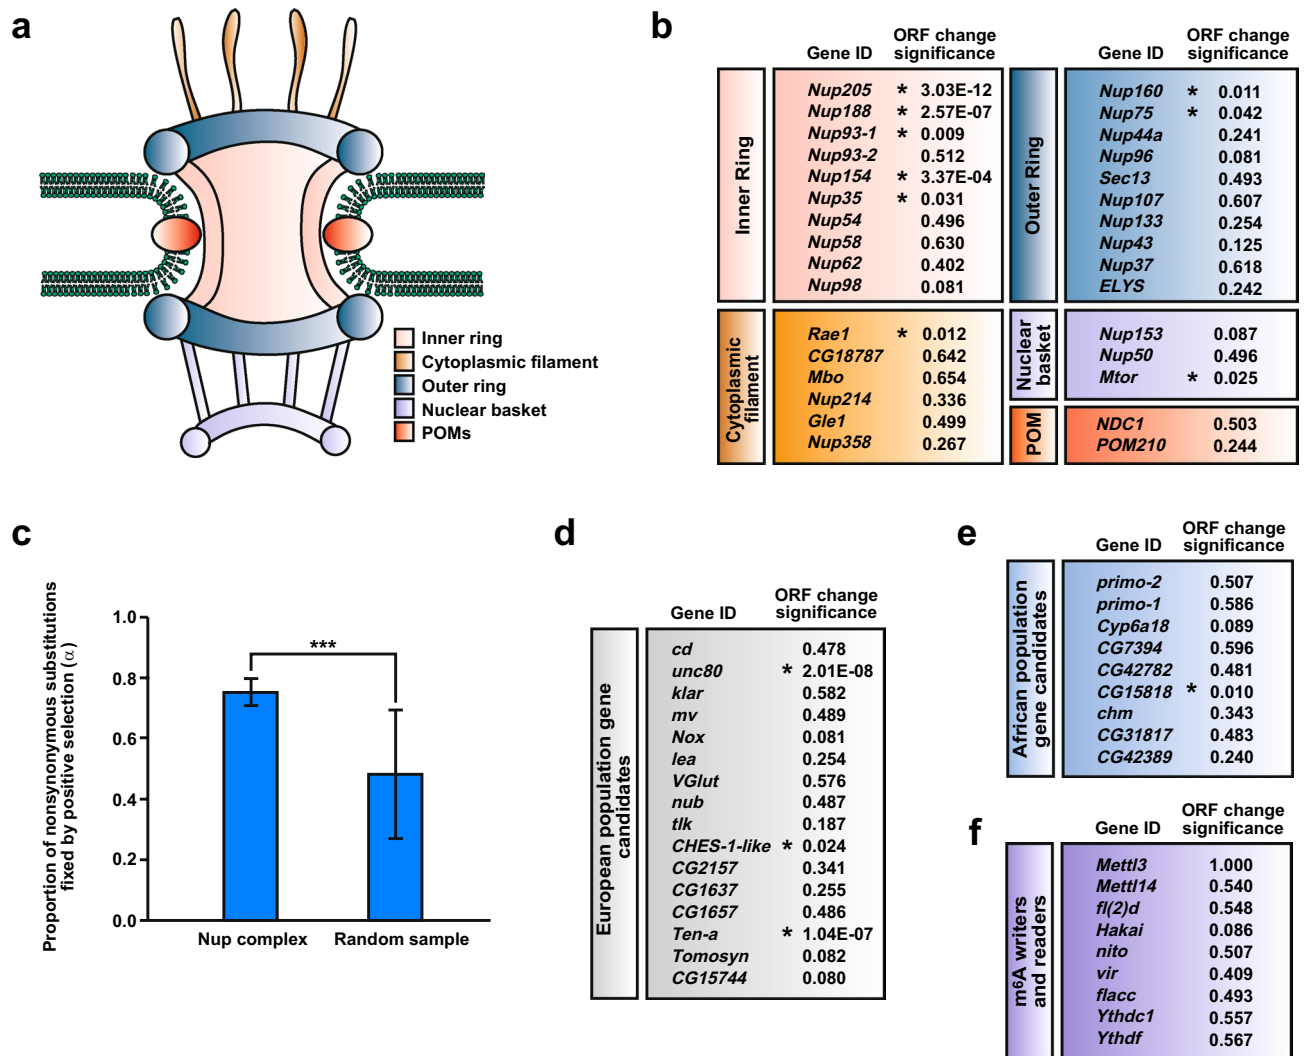 a
Inner ring
Cytoplasmic filament
Outer ring
Nuclear basket
POMs
b
Gene ID ORF change significance
Inner Ring
Nup205 * 3.03E-12
Nup188 * 2.57E-07
Nup93-1 * 0.009
Nup93-2 0.512
Nup154 * 3.37E-04
Nup35 * 0.031
Nup54 0.496
Nup58 0.630
Nup62 0.402
Nup98 0.081
Cytoplasmic filament
Rae1 * 0.012
CG18787 0.642
Mbo 0.654
Nup214 0.336
Gle1 0.499
Nup358 0.267
Gene ID ORF change significance
Outer Ring
Nup160 * 0.011
Nup75 * 0.042
Nup44a 0.241
Nup96 0.081
Sec13 0.493
Nup107 0.607
Nup133 0.254
Nup43 0.125
Nup37 0.618
ELYS 0.242
Nuclear basket
Nup153 0.087
Nup50 0.496
Mtor * 0.025
POM
NDC1 0.503
POM210 0.244
c
Proportion of nonsynonymous substitutions
fixed by positive selection (α)
1.0
0.8
0.6
0.4
0.2
0.0
***
Nup complex Random sample
d
Gene ID ORF change significance
European population gene candidates
cd 0.478
unc80 * 2.01E-08
klar 0.582
mv 0.489
Nox 0.081
lea 0.254
VGlut 0.576
nub 0.487
tlk 0.187
CHES-1-like * 0.024
CG2157 0.341
CG1637 0.255
CG1657 0.486
Ten-a * 1.04E-07
Tomosyn 0.082
CG15744 0.080
e
Gene ID ORF change significance
African population gene candidates
primo-2 0.507
primo-1 0.586
Cyp6a18 0.089
CG7394 0.596
CG42782 0.481
CG15818 * 0.010
chm 0.343
CG31817 0.483
CG42389 0.240
f
Gene ID ORF change significance
m⁶A writers and readers
Mettl3 1.000
Mettl14 0.540
fl(2)d 0.548
Hakai 0.086
nito 0.507
vir 0.409
flacc 0.493
Ythdc1 0.557
Ythdf 0.567